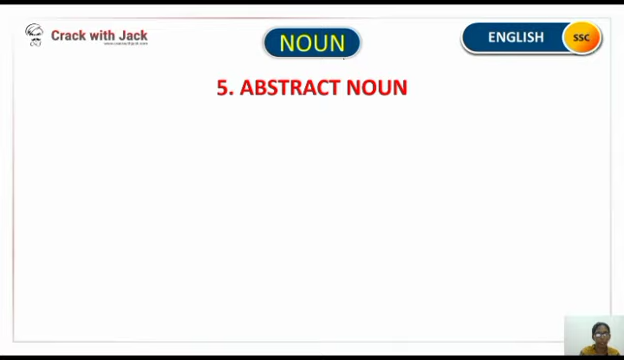 Crack with Jack
NOUN
ENGLISH
SSC
5. ABSTRACT NOUN